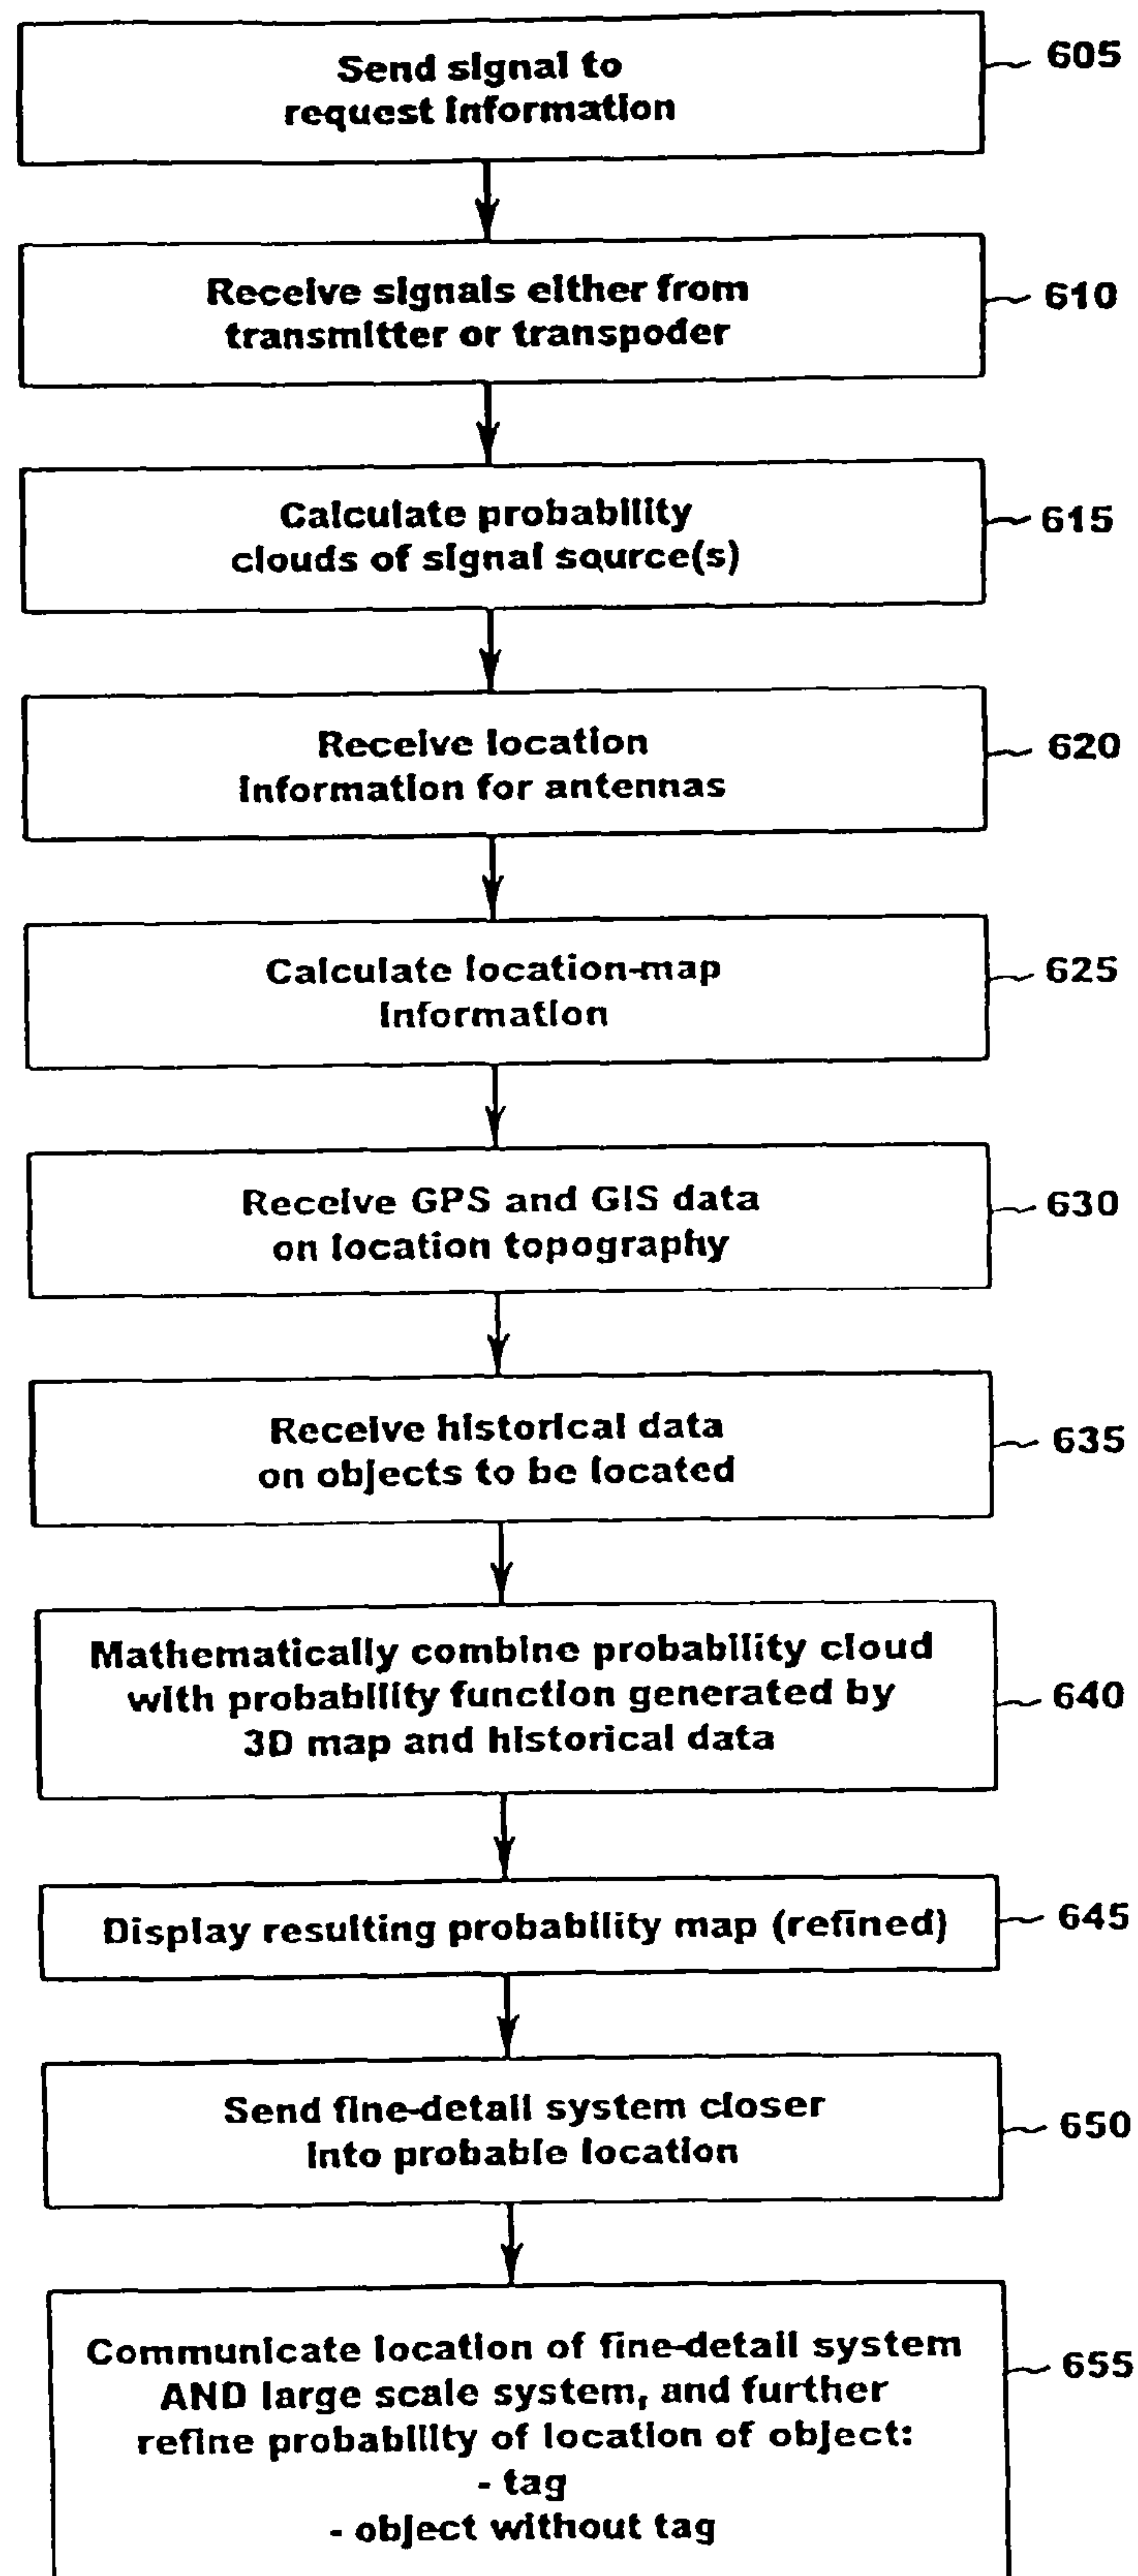 Send signal to
request information
605
Receive signals either from
transmitter or transpoder
610
Calculate probability
clouds of signal source(s)
615
Receive location
information for antennas
620
Calculate location-map
information
625
Receive GPS and GIS data
on location topography
630
Receive historical data
on objects to be located
635
Mathematically combine probability cloud
with probability function generated by
3D map and historical data
640
Display resulting probability map (refined)
645
Send fine-detail system closer
into probable location
650
Communicate location of fine-detail system
AND large scale system, and further
refine probability of location of object:
- tag
- object without tag
655